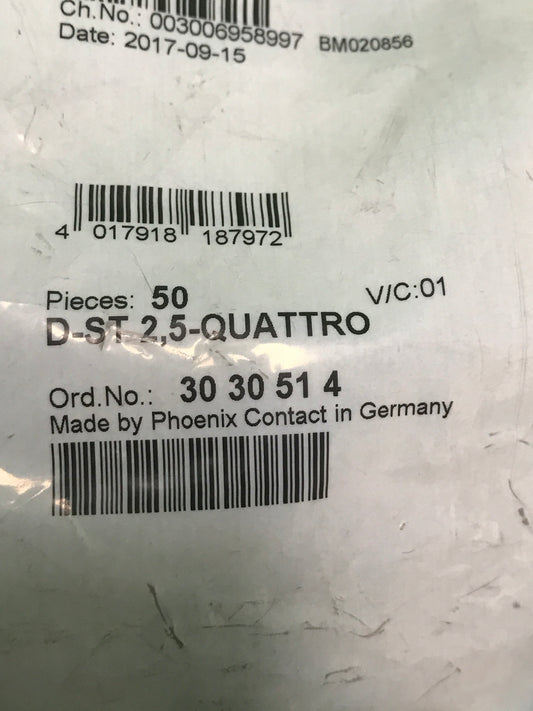 Ch.No.: 003006958997 BM020856
Date: 2017-09-15
4 017918 187972
Pieces: 50 V/C:01
D-ST 2,5-QUATTRO
Ord.No.: 30 30 51 4
Made by Phoenix Contact in Germany